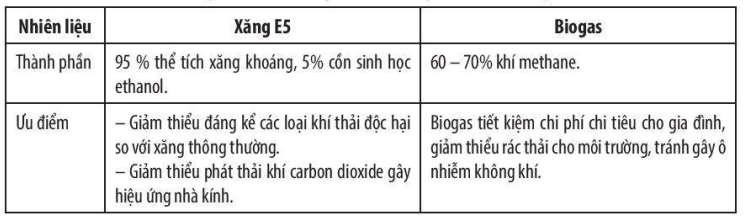 Nhiên liệu Xăng E5 Biogas
Thành phần 95 % thể tích xăng khoáng, 5% cồn sinh học 60 – 70% khí methane.
ethanol.
Ưu điểm – Giảm thiểu đáng kể các loại khí thải độc hại Biogas tiết kiệm chi phí chi tiêu cho gia đình,
so với xăng thông thường. giảm thiểu rác thải cho môi trường, tránh gây ô
– Giảm thiểu phát thải khí carbon dioxide gây nhiễm không khí.
hiệu ứng nhà kính.